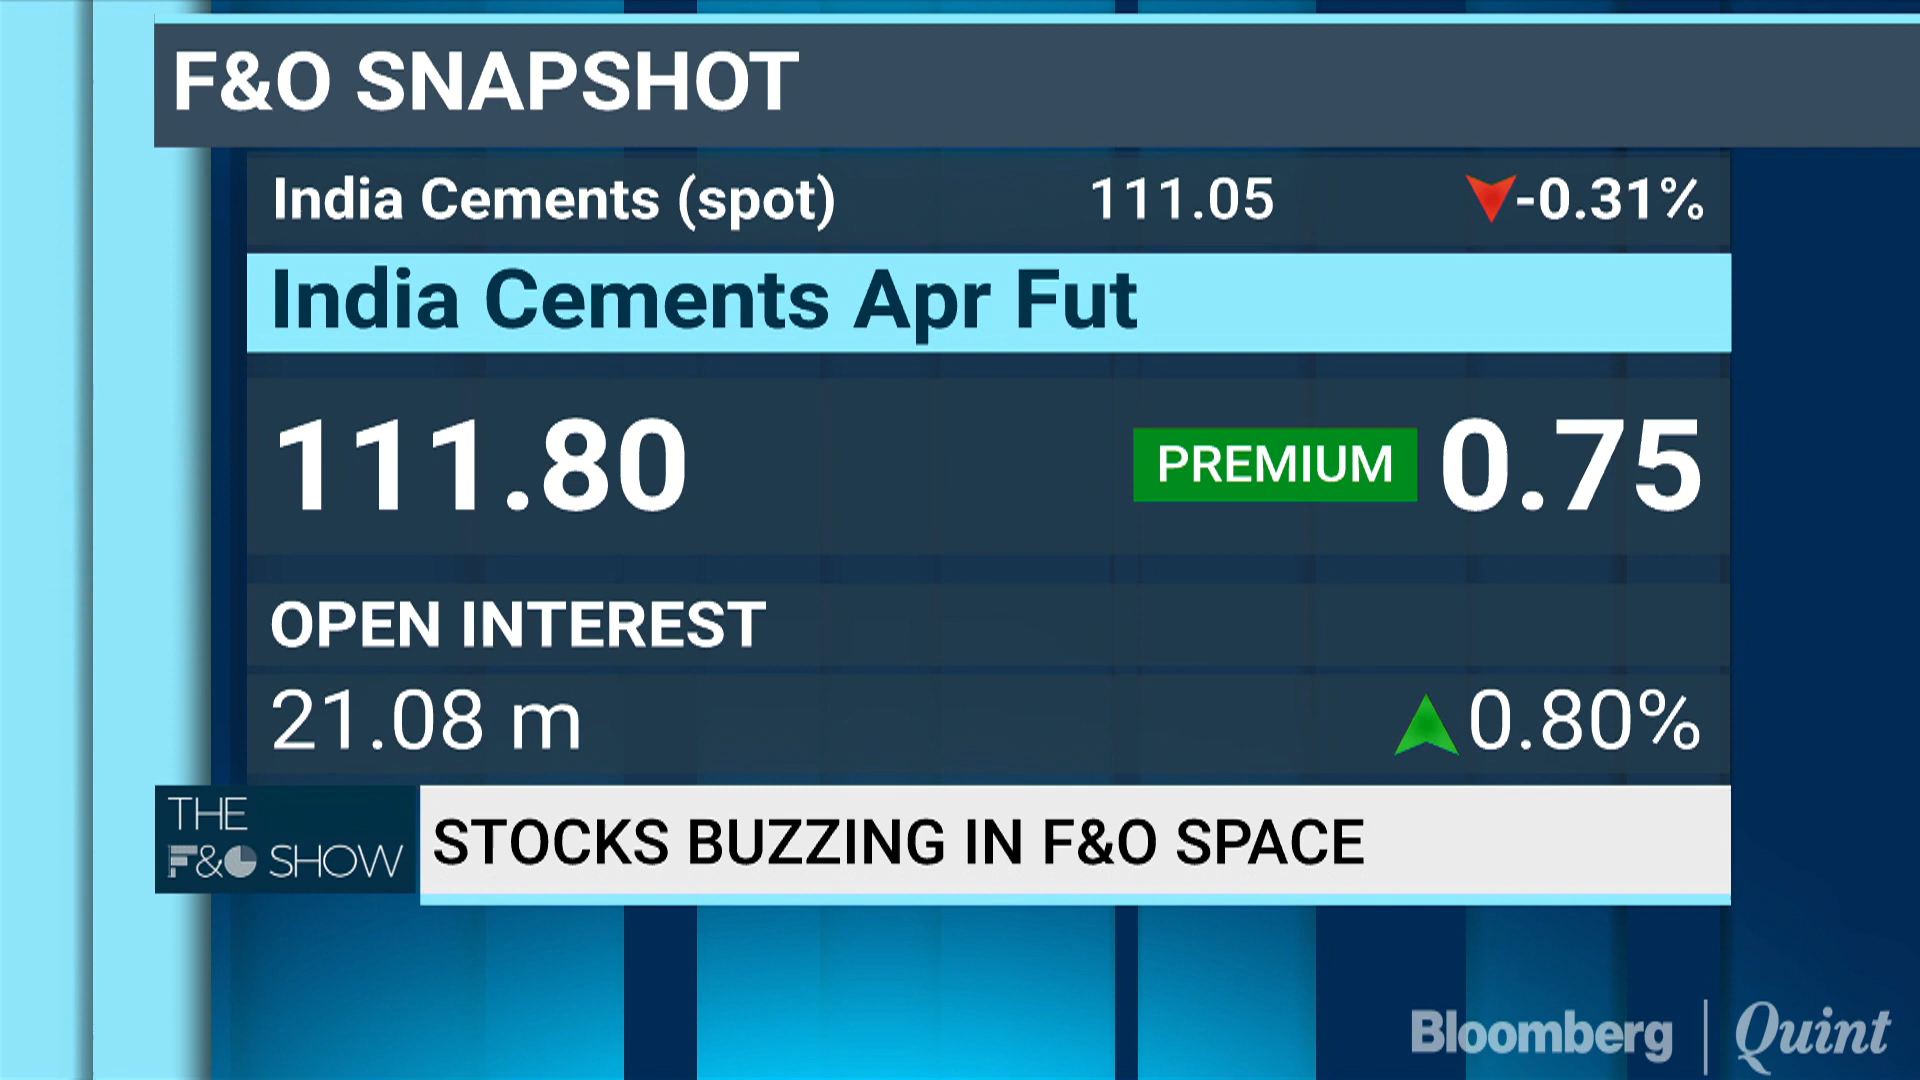 F&O SNAPSHOT
India Cements (spot) 111.05 -0.31%
India Cements Apr Fut
111.80 PREMIUM 0.75
OPEN INTEREST
21.08 m 0.80%
THE
F&O SHOW
STOCKS BUZZING IN F&O SPACE
Bloomberg | Quint